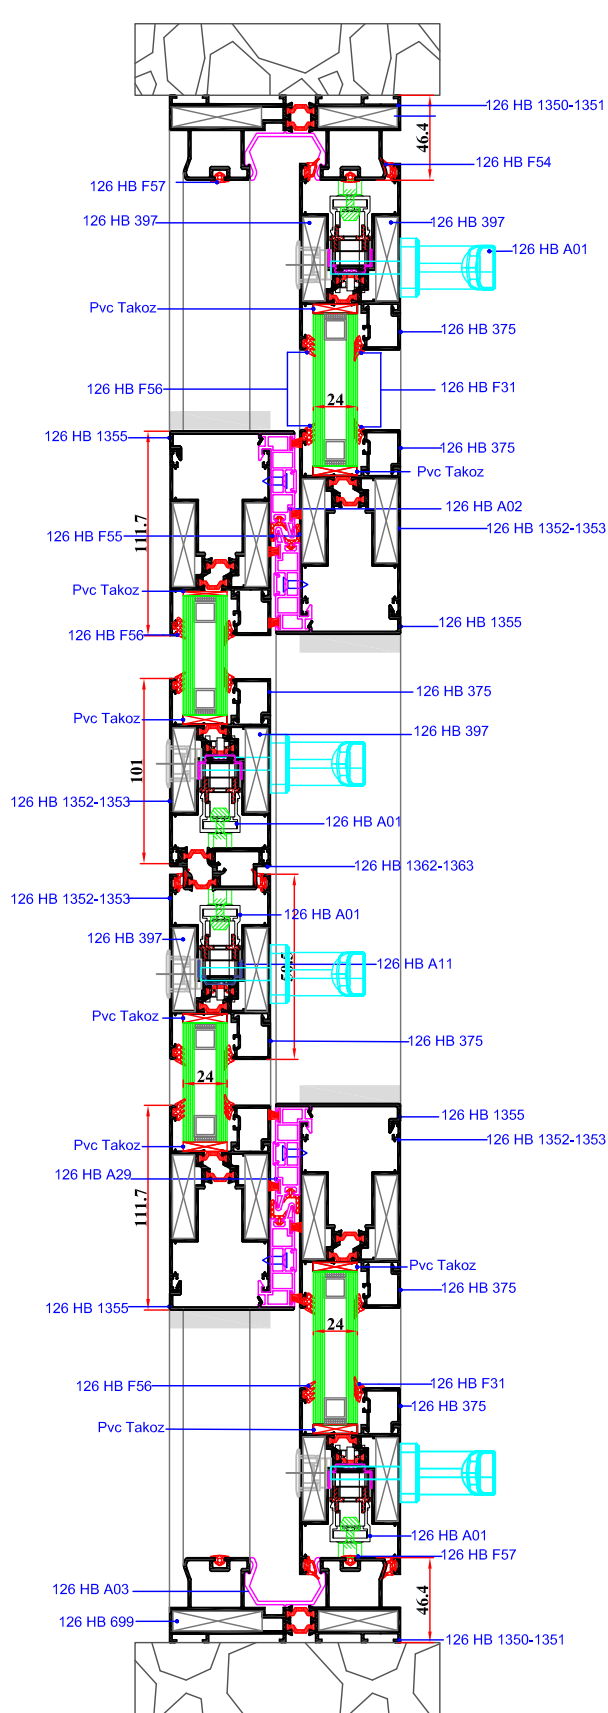 126 HB 1350-1351
46.4
126 HB F54
126 HB F57
126 HB 397
126 HB 397
126 HB A01
Pvc Takoz
126 HB 375
126 HB F56
126 HB F31
24
126 HB 1355
126 HB 375
Pvc Takoz
126 HB A02
111.7
126 HB F55
126 HB 1352-1353
Pvc Takoz
126 HB 1355
126 HB F56
126 HB 375
Pvc Takoz
126 HB 397
101
126 HB 1352-1353
126 HB A01
126 HB 1362-1363
126 HB 1352-1353
126 HB A01
126 HB 397
126 HB A11
Pvc Takoz
126 HB 375
24
126 HB 1355
126 HB 1352-1353
Pvc Takoz
126 HB A29
111.7
Pvc Takoz
126 HB 375
126 HB 1355
24
126 HB F56
126 HB F31
126 HB 375
Pvc Takoz
126 HB A01
126 HB F57
126 HB A03
46.4
126 HB 699
126 HB 1350-1351